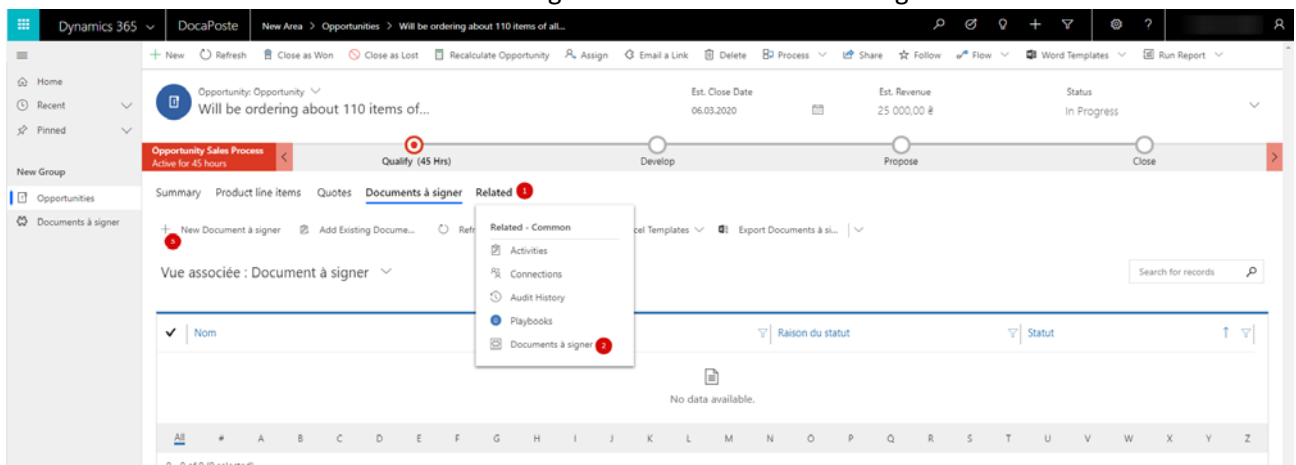 Dynamics 365 DocaPoste New Area > Opportunities > Will be ordering about 110 items of all...
+ New Refresh Close as Won Close as Lost Recalculate Opportunity Assign Email a Link Delete Process Share Follow Flow Word Templates Run Report
Home
Recent
Pinned
New Group
Opportunities
Documents à signer
Opportunity: Opportunity
Will be ordering about 110 items of...
Est. Close Date
06.03.2020
Est. Revenue
25 000,00 ₴
Status
In Progress
Opportunity Sales Process
Active for 45 hours
Qualify (45 Hrs)
Develop
Propose
Close
Summary Product line items Quotes Documents à signer Related 1
+ New Document à signer Add Existing Docume... Refr
3
cel Templates Export Documents à si...
Related - Common
Activities
Connections
Audit History
Playbooks
Documents à signer 2
Vue associée : Document à signer
Search for records
Nom Raison du statut Statut
No data available.
All # A B C D E F G H I J K L M N O P Q R S T U V W X Y Z